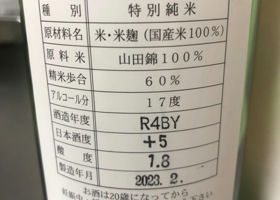 種別 特別純米
原材料名 米・米麹(国産米100%)
原料米 山田錦100%
精米歩合 60%
アルコール分 17度
酒造年度 R4BY
日本酒度 +5
酸度 1.8
製造年月 2023.2.
お酒は20歳になってから